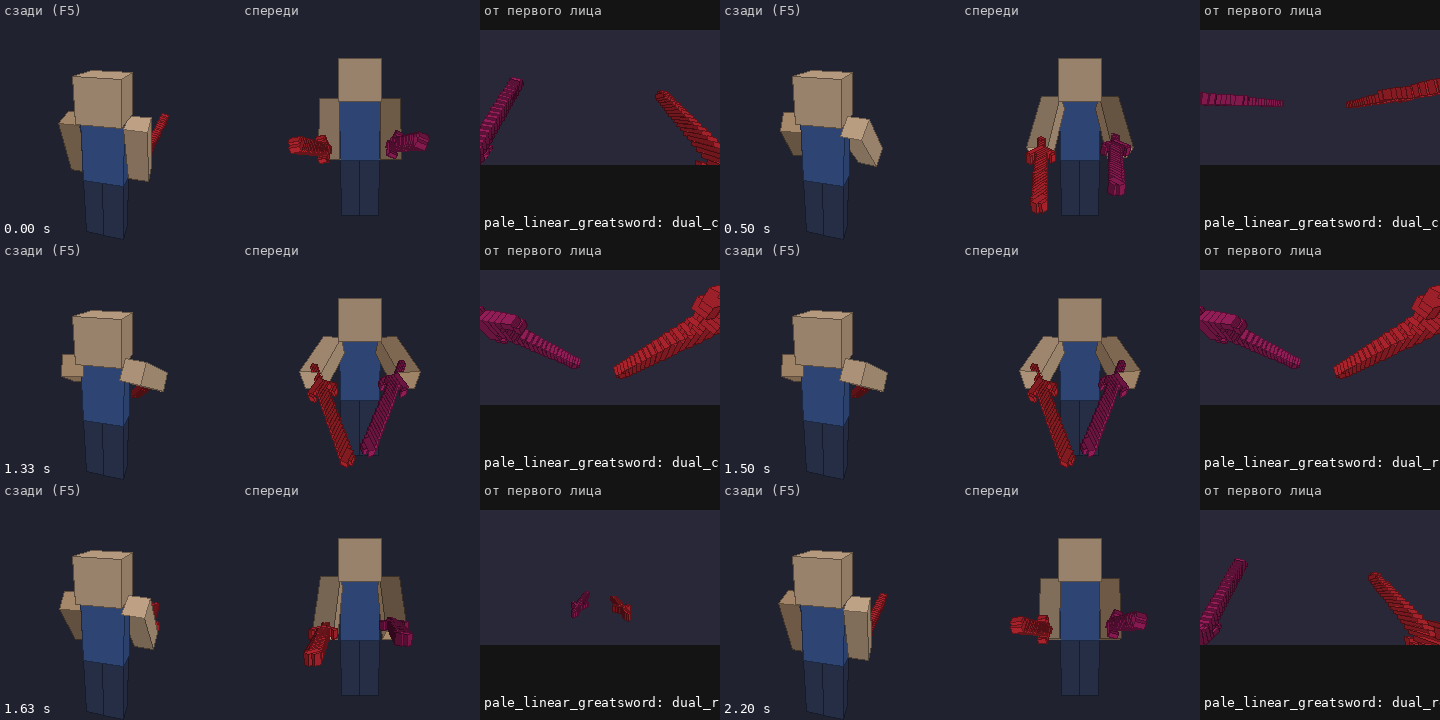 сзади (F5) спереди от первого лица сзади (F5) спереди от первого лица
0.00 s pale_linear_greatsword: dual_c 0.50 s pale_linear_greatsword: dual_c
сзади (F5) спереди от первого лица сзади (F5) спереди от первого лица
1.33 s pale_linear_greatsword: dual_c 1.50 s pale_linear_greatsword: dual_r
сзади (F5) спереди от первого лица сзади (F5) спереди от первого лица
1.63 s pale_linear_greatsword: dual_r 2.20 s pale_linear_greatsword: dual_r